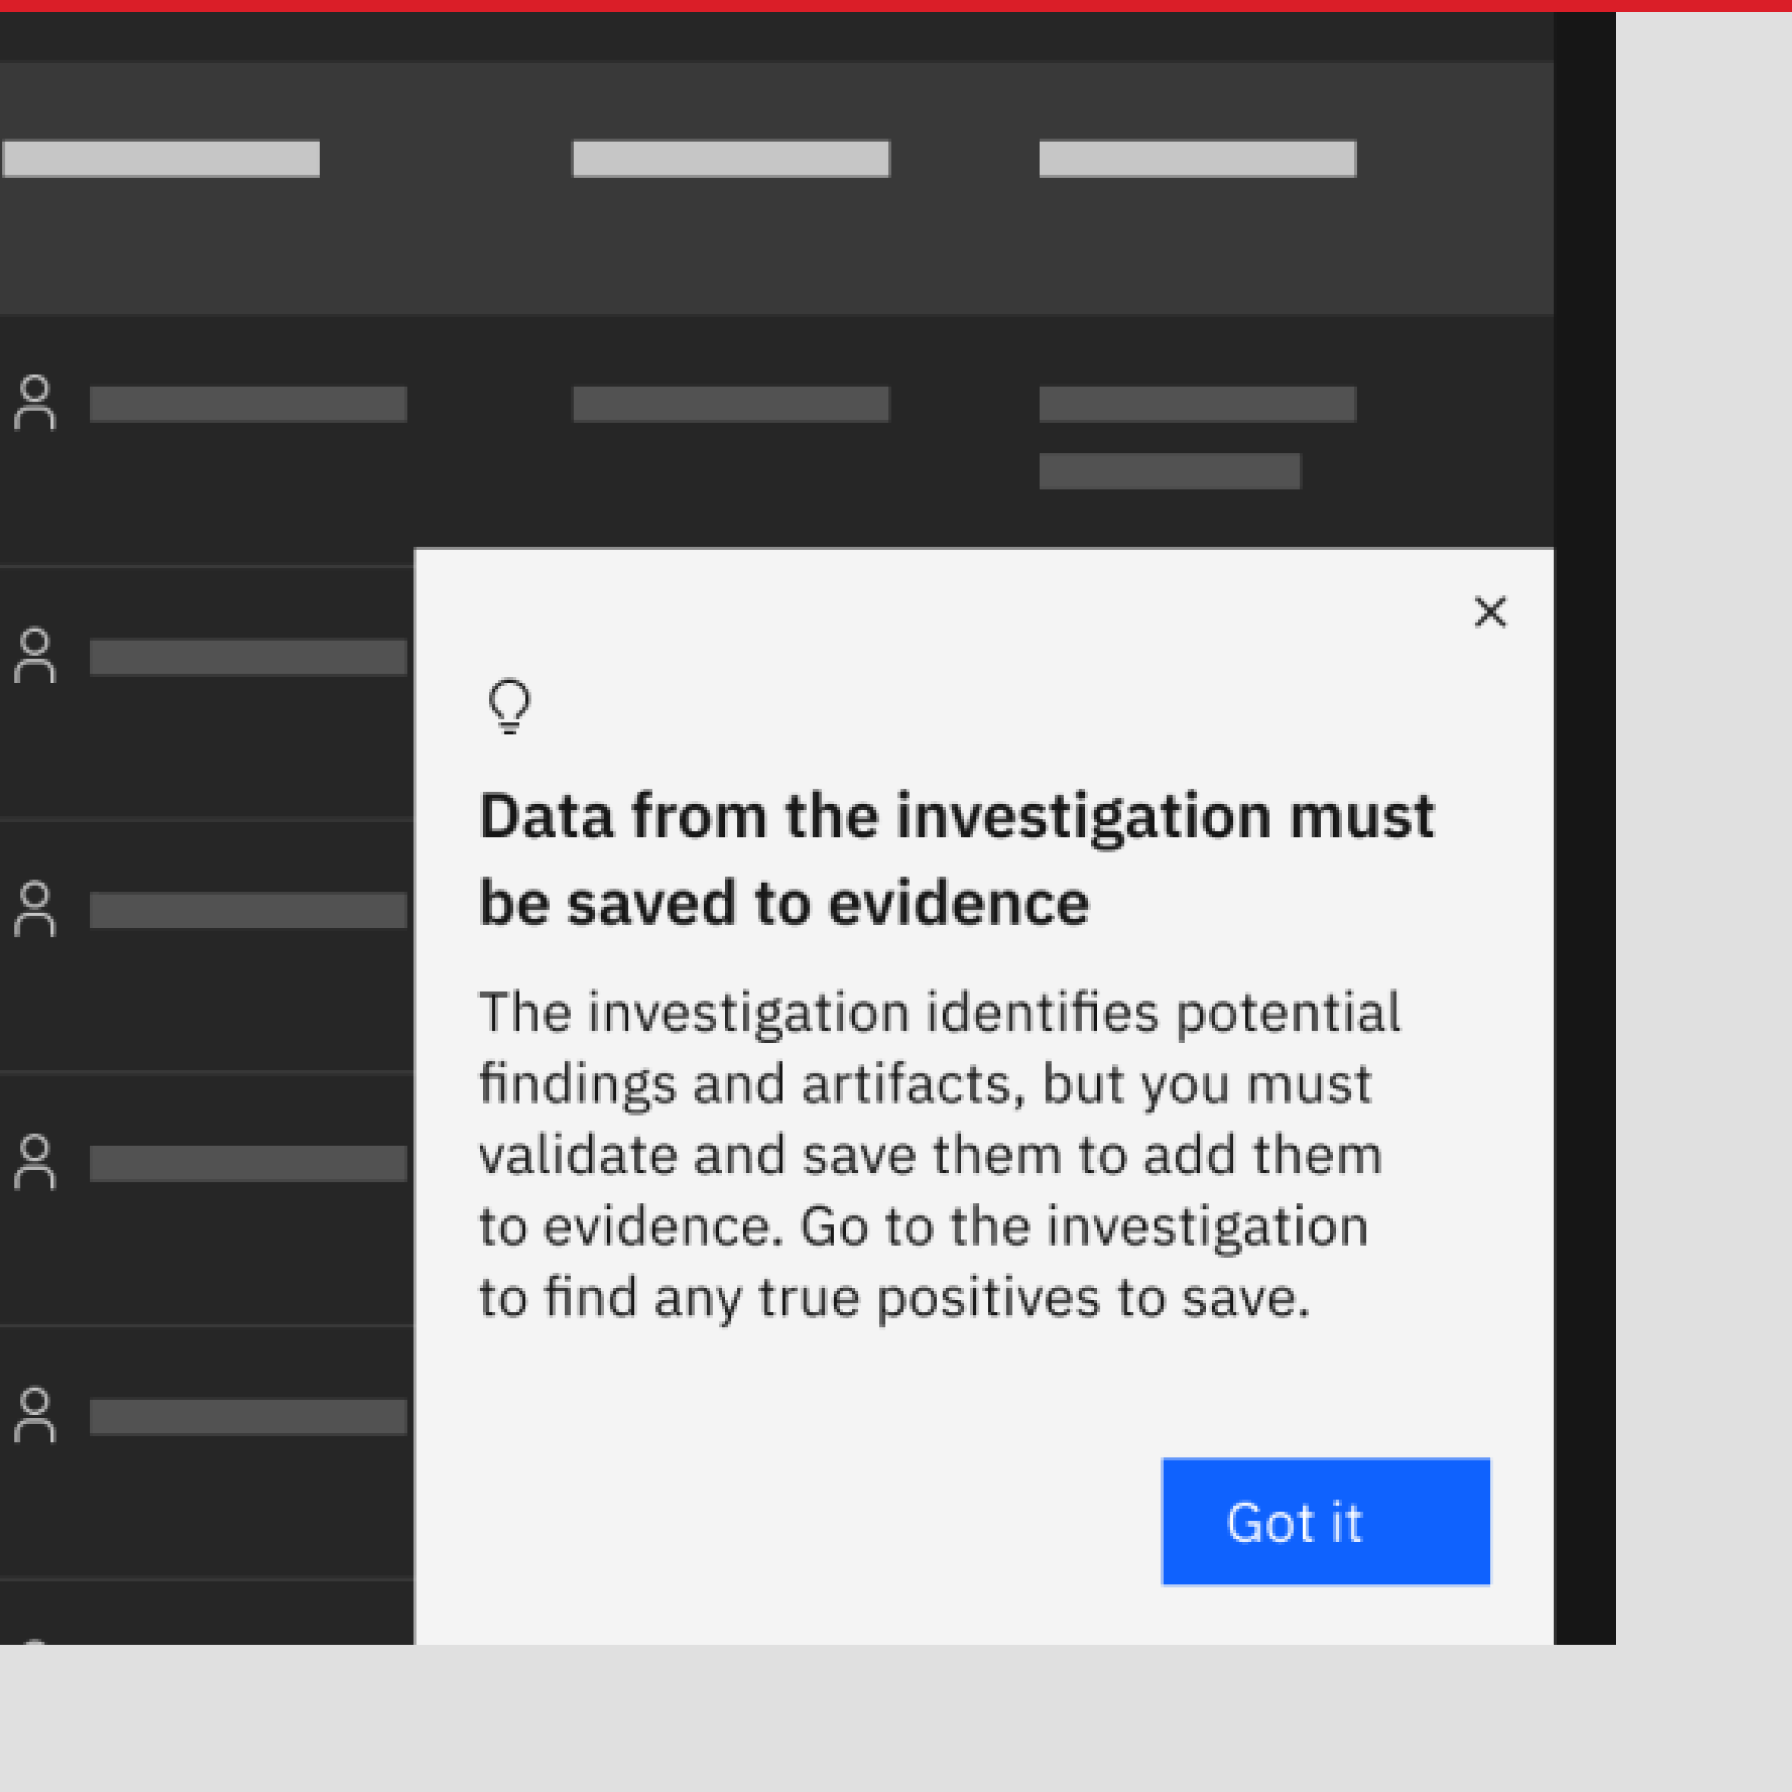 Data from the investigation must
be saved to evidence
The investigation identifies potential
findings and artifacts, but you must
validate and save them to add them
to evidence. Go to the investigation
to find any true positives to save.
Got it